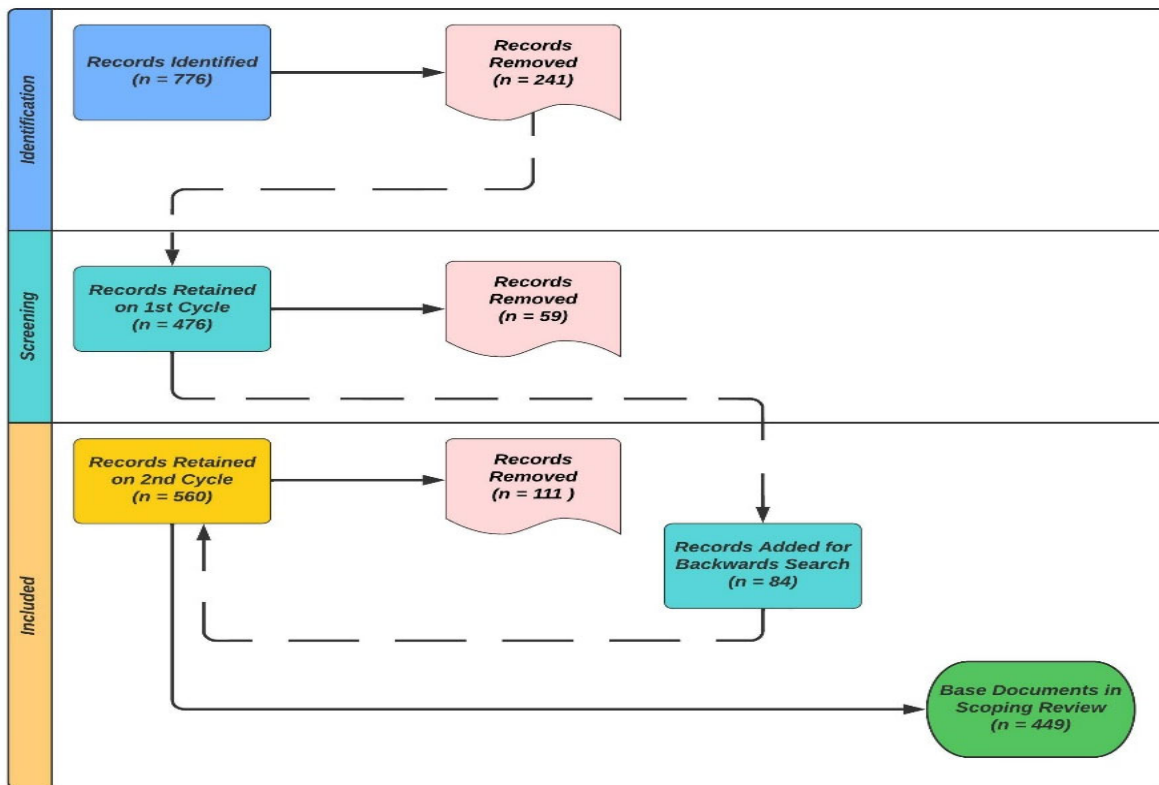 Identification
Records Identified
(n = 776)
Records
Removed
(n = 241)
Screening
Records Retained
on 1st Cycle
(n = 476)
Records
Removed
(n = 59)
Included
Records Retained
on 2nd Cycle
(n = 560)
Records
Removed
(n = 111 )
Records Added for
Backwards Search
(n = 84)
Base Documents in
Scoping Review
(n = 449)